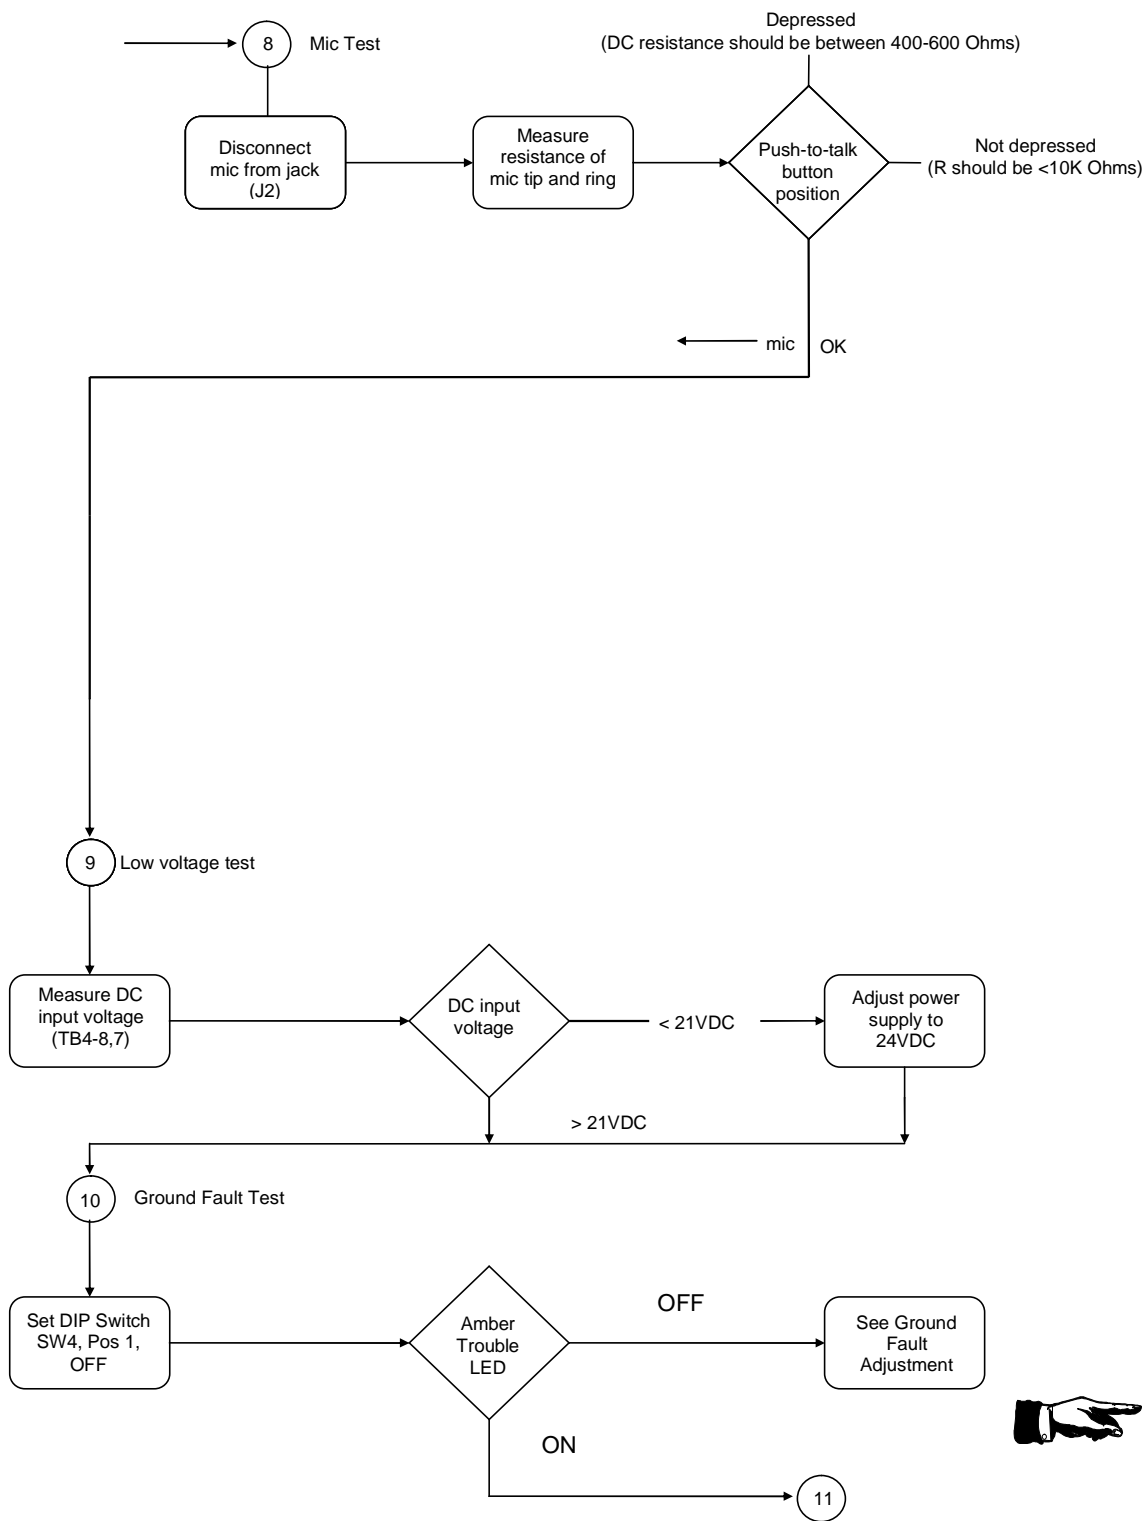 8
Mic Test
Depressed
(DC resistance should be between 400-600 Ohms)
Disconnect
mic from jack
(J2)
Measure
resistance of
mic tip and ring
Push-to-talk
button
position
Not depressed
(R should be <10K Ohms)
mic
OK
9
Low voltage test
Measure DC
input voltage
(TB4-8,7)
DC input
voltage
< 21VDC
Adjust power
supply to
24VDC
> 21VDC
10
Ground Fault Test
Set DIP Switch
SW4, Pos 1,
OFF
Amber
Trouble
LED
OFF
See Ground
Fault
Adjustment
ON
11